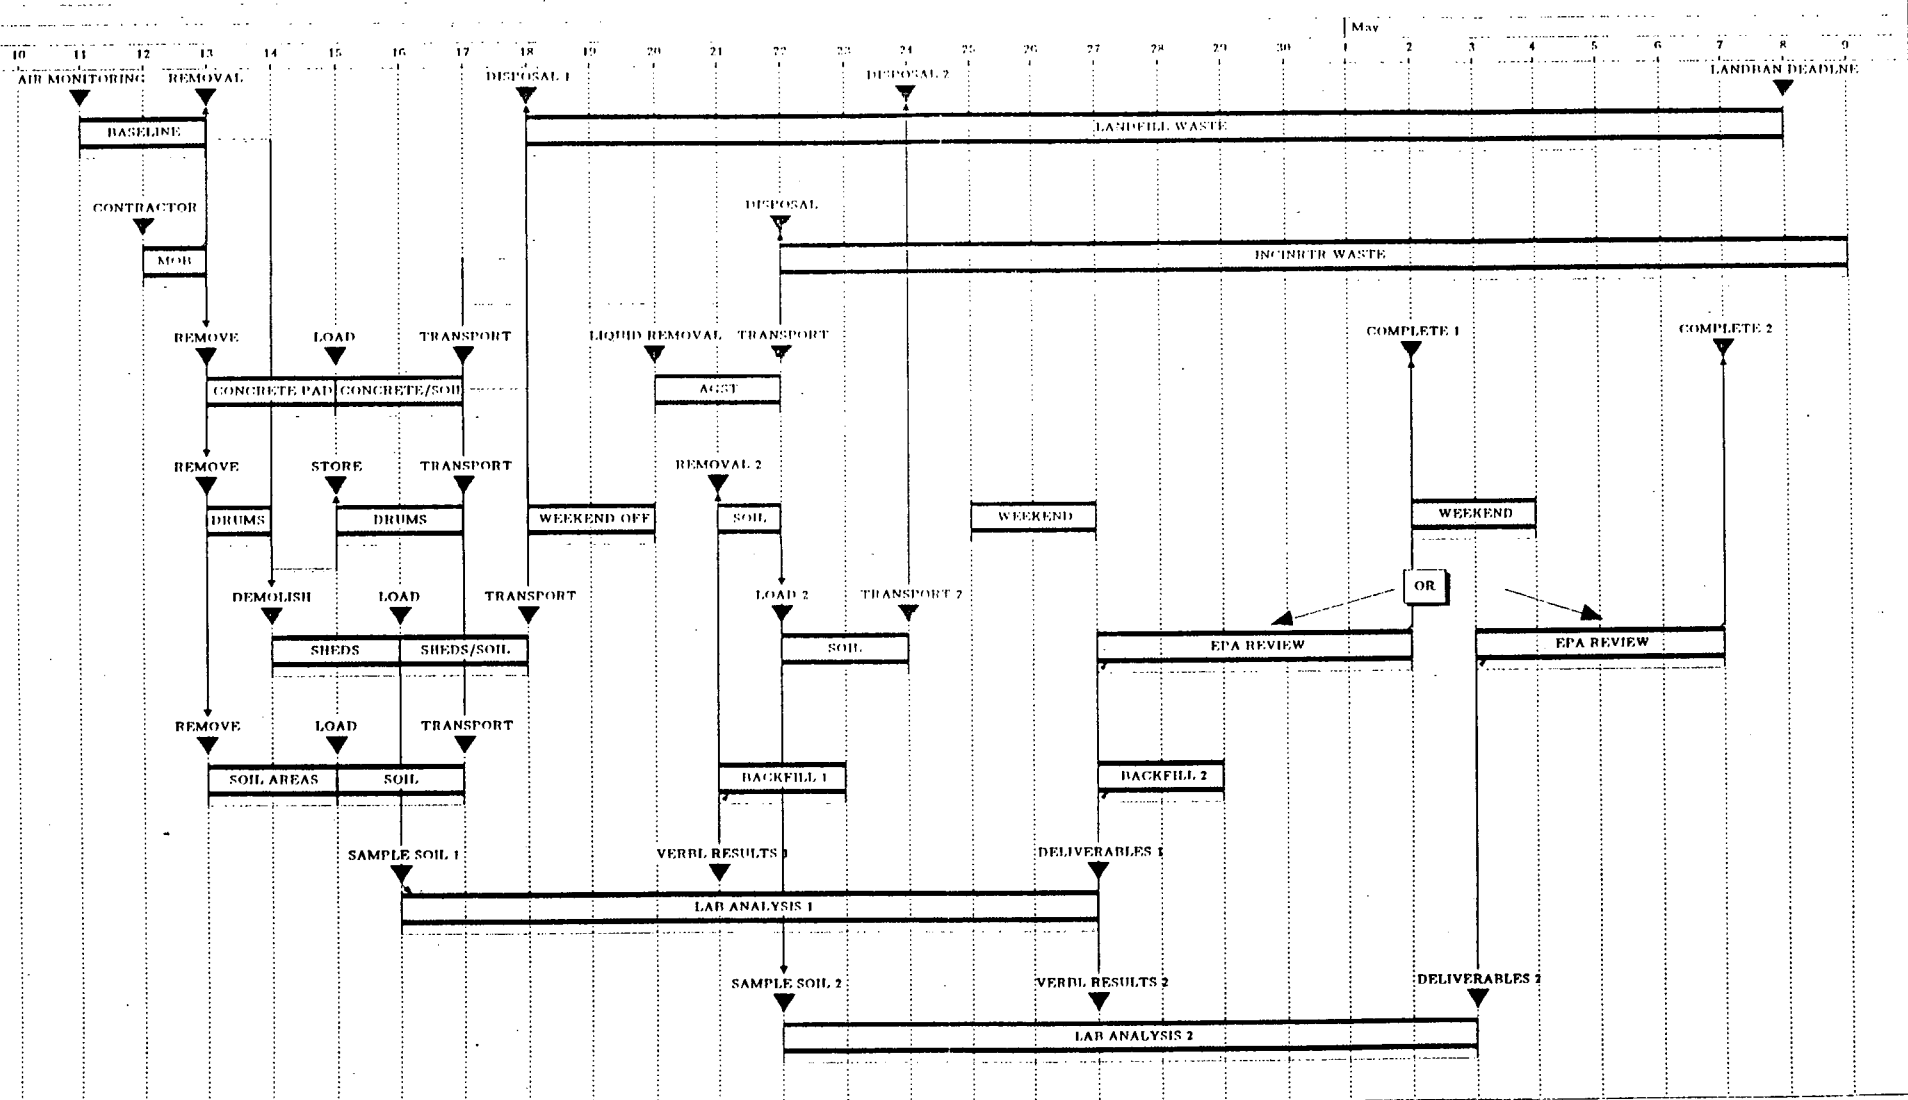 May
10 11 12 13 14 15 16 17 18 19 20 21 22 23 24 25 26 27 28 29 30 1 2 3 4 5 6 7 8 9
AIR MONITORING REMOVAL DISPOSAL 1 DISPOSAL 2 LANDBAN DEADLNE
BASELINE LANDFILL WASTE
CONTRACTOR DISPOSAL
MOB INCINRTR WASTE
REMOVE LOAD TRANSPORT LIQUID REMOVAL TRANSPORT COMPLETE 1 COMPLETE 2
CONCRETE PAD CONCRETE/SOIL AGST
REMOVE STORE TRANSPORT REMOVAL 2
DRUMS DRUMS WEEKEND OFF SOIL WEEKEND WEEKEND
OR
DEMOLISH LOAD TRANSPORT LOAD 2 TRANSPORT 2
SHEDS SHEDS/SOIL SOIL EPA REVIEW EPA REVIEW
REMOVE LOAD TRANSPORT
SOIL AREAS SOIL BACKFILL 1 BACKFILL 2
SAMPLE SOIL 1 VERBL RESULTS 1 DELIVERABLES 1
LAB ANALYSIS 1
SAMPLE SOIL 2 VERBL RESULTS 2 DELIVERABLES 2
LAB ANALYSIS 2